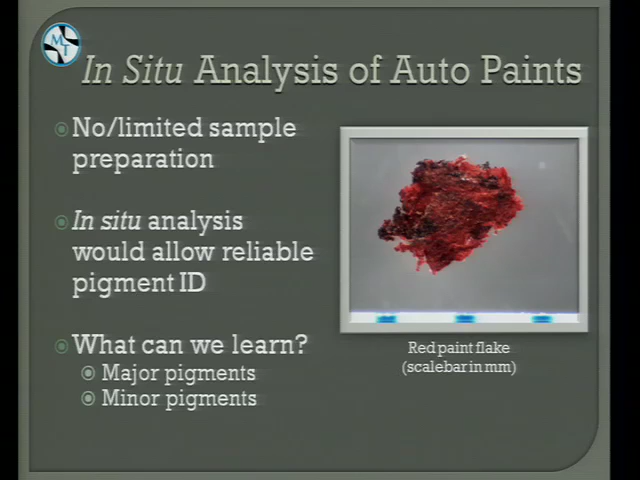 MT
In Situ Analysis of Auto Paints
No/limited sample
preparation
In situ analysis
would allow reliable
pigment ID
What can we learn?
Major pigments
Minor pigments
Red paint flake
(scalebar in mm)